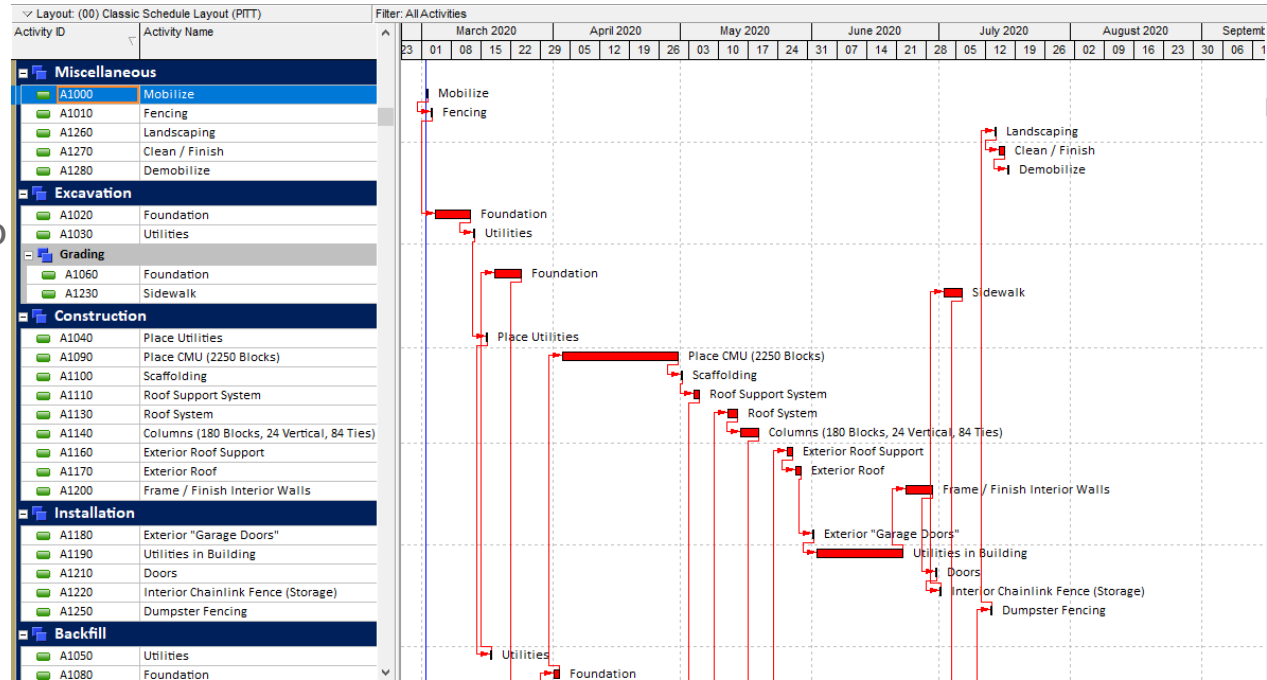 Layout: (00) Classic Schedule Layout (PITT) Filter: All Activities
Activity ID Activity Name March 2020 April 2020 May 2020 June 2020 July 2020 August 2020 Septemb
23 01 08 15 22 29 05 12 19 26 03 10 17 24 31 07 14 21 28 05 12 19 26 02 09 16 23 30 06 1
Miscellaneous
A1000 Mobilize Mobilize
A1010 Fencing Fencing
A1260 Landscaping Landscaping
A1270 Clean / Finish Clean / Finish
A1280 Demobilize Demobilize
Excavation
A1020 Foundation Foundation
A1030 Utilities Utilities
Grading
A1060 Foundation Foundation
A1230 Sidewalk Sidewalk
Construction
A1040 Place Utilities Place Utilities
A1090 Place CMU (2250 Blocks) Place CMU (2250 Blocks)
A1100 Scaffolding Scaffolding
A1110 Roof Support System Roof Support System
A1130 Roof System Roof System
A1140 Columns (180 Blocks, 24 Vertical, 84 Ties) Columns (180 Blocks, 24 Vertical, 84 Ties)
A1160 Exterior Roof Support Exterior Roof Support
A1170 Exterior Roof Exterior Roof
A1200 Frame / Finish Interior Walls Frame / Finish Interior Walls
Installation
A1180 Exterior "Garage Doors" Exterior "Garage Doors"
A1190 Utilities in Building Utilities in Building
A1210 Doors Doors
A1220 Interior Chainlink Fence (Storage) Interior Chainlink Fence (Storage)
A1250 Dumpster Fencing Dumpster Fencing
Backfill
A1050 Utilities Utilities
A1080 Foundation Foundation